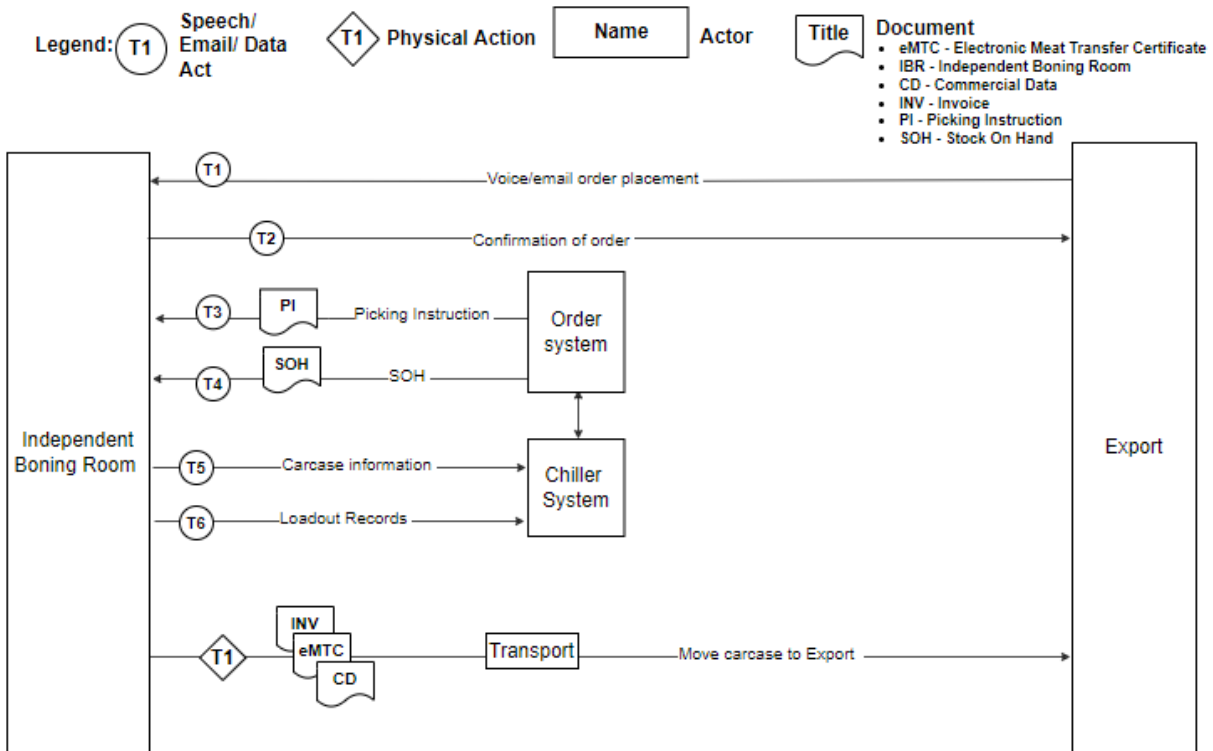 Legend:
T1
Speech/
Email/ Data
Act
T1
Physical Action
Name
Actor
Title
Document
• eMTC - Electronic Meat Transfer Certificate
• IBR - Independent Boning Room
• CD - Commercial Data
• INV - Invoice
• PI - Picking Instruction
• SOH - Stock On Hand
T1
Voice/email order placement
T2
Confirmation of order
T3
PI
Picking Instruction
Order
system
T4
SOH
SOH
Independent
Boning Room
Export
T5
Carcase information
Chiller
System
T6
Loadout Records
T1
INV
eMTC
CD
Transport
Move carcase to Export